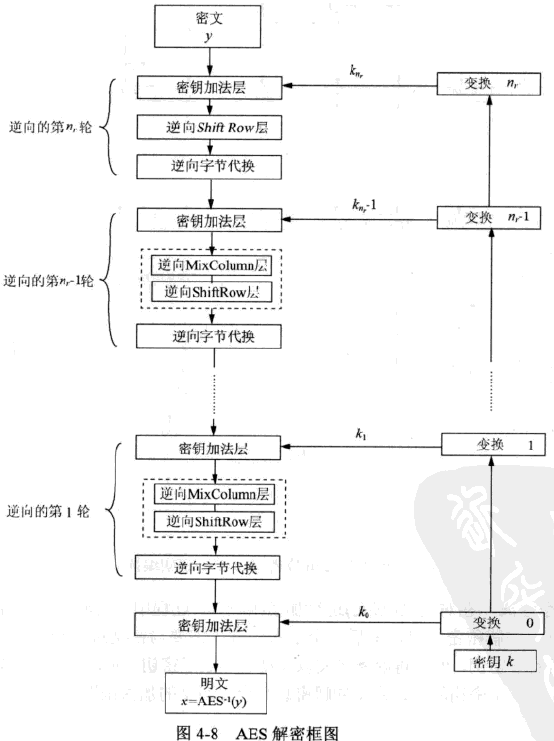 密文
y
密钥加法层
k_{n_r}
变换 n_r
逆向的第n_r轮
逆向Shift Row层
逆向字节代换
密钥加法层
k_{n_r}-1
变换 n_r-1
逆向的第n_r-1轮
逆向MixColumn层
逆向ShiftRow层
逆向字节代换
密钥加法层
k_1
变换 1
逆向的第1轮
逆向MixColumn层
逆向ShiftRow层
逆向字节代换
密钥加法层
k_0
变换 0
密钥 k
明文
x=AES^{-1}(y)
图 4-8 AES 解密框图